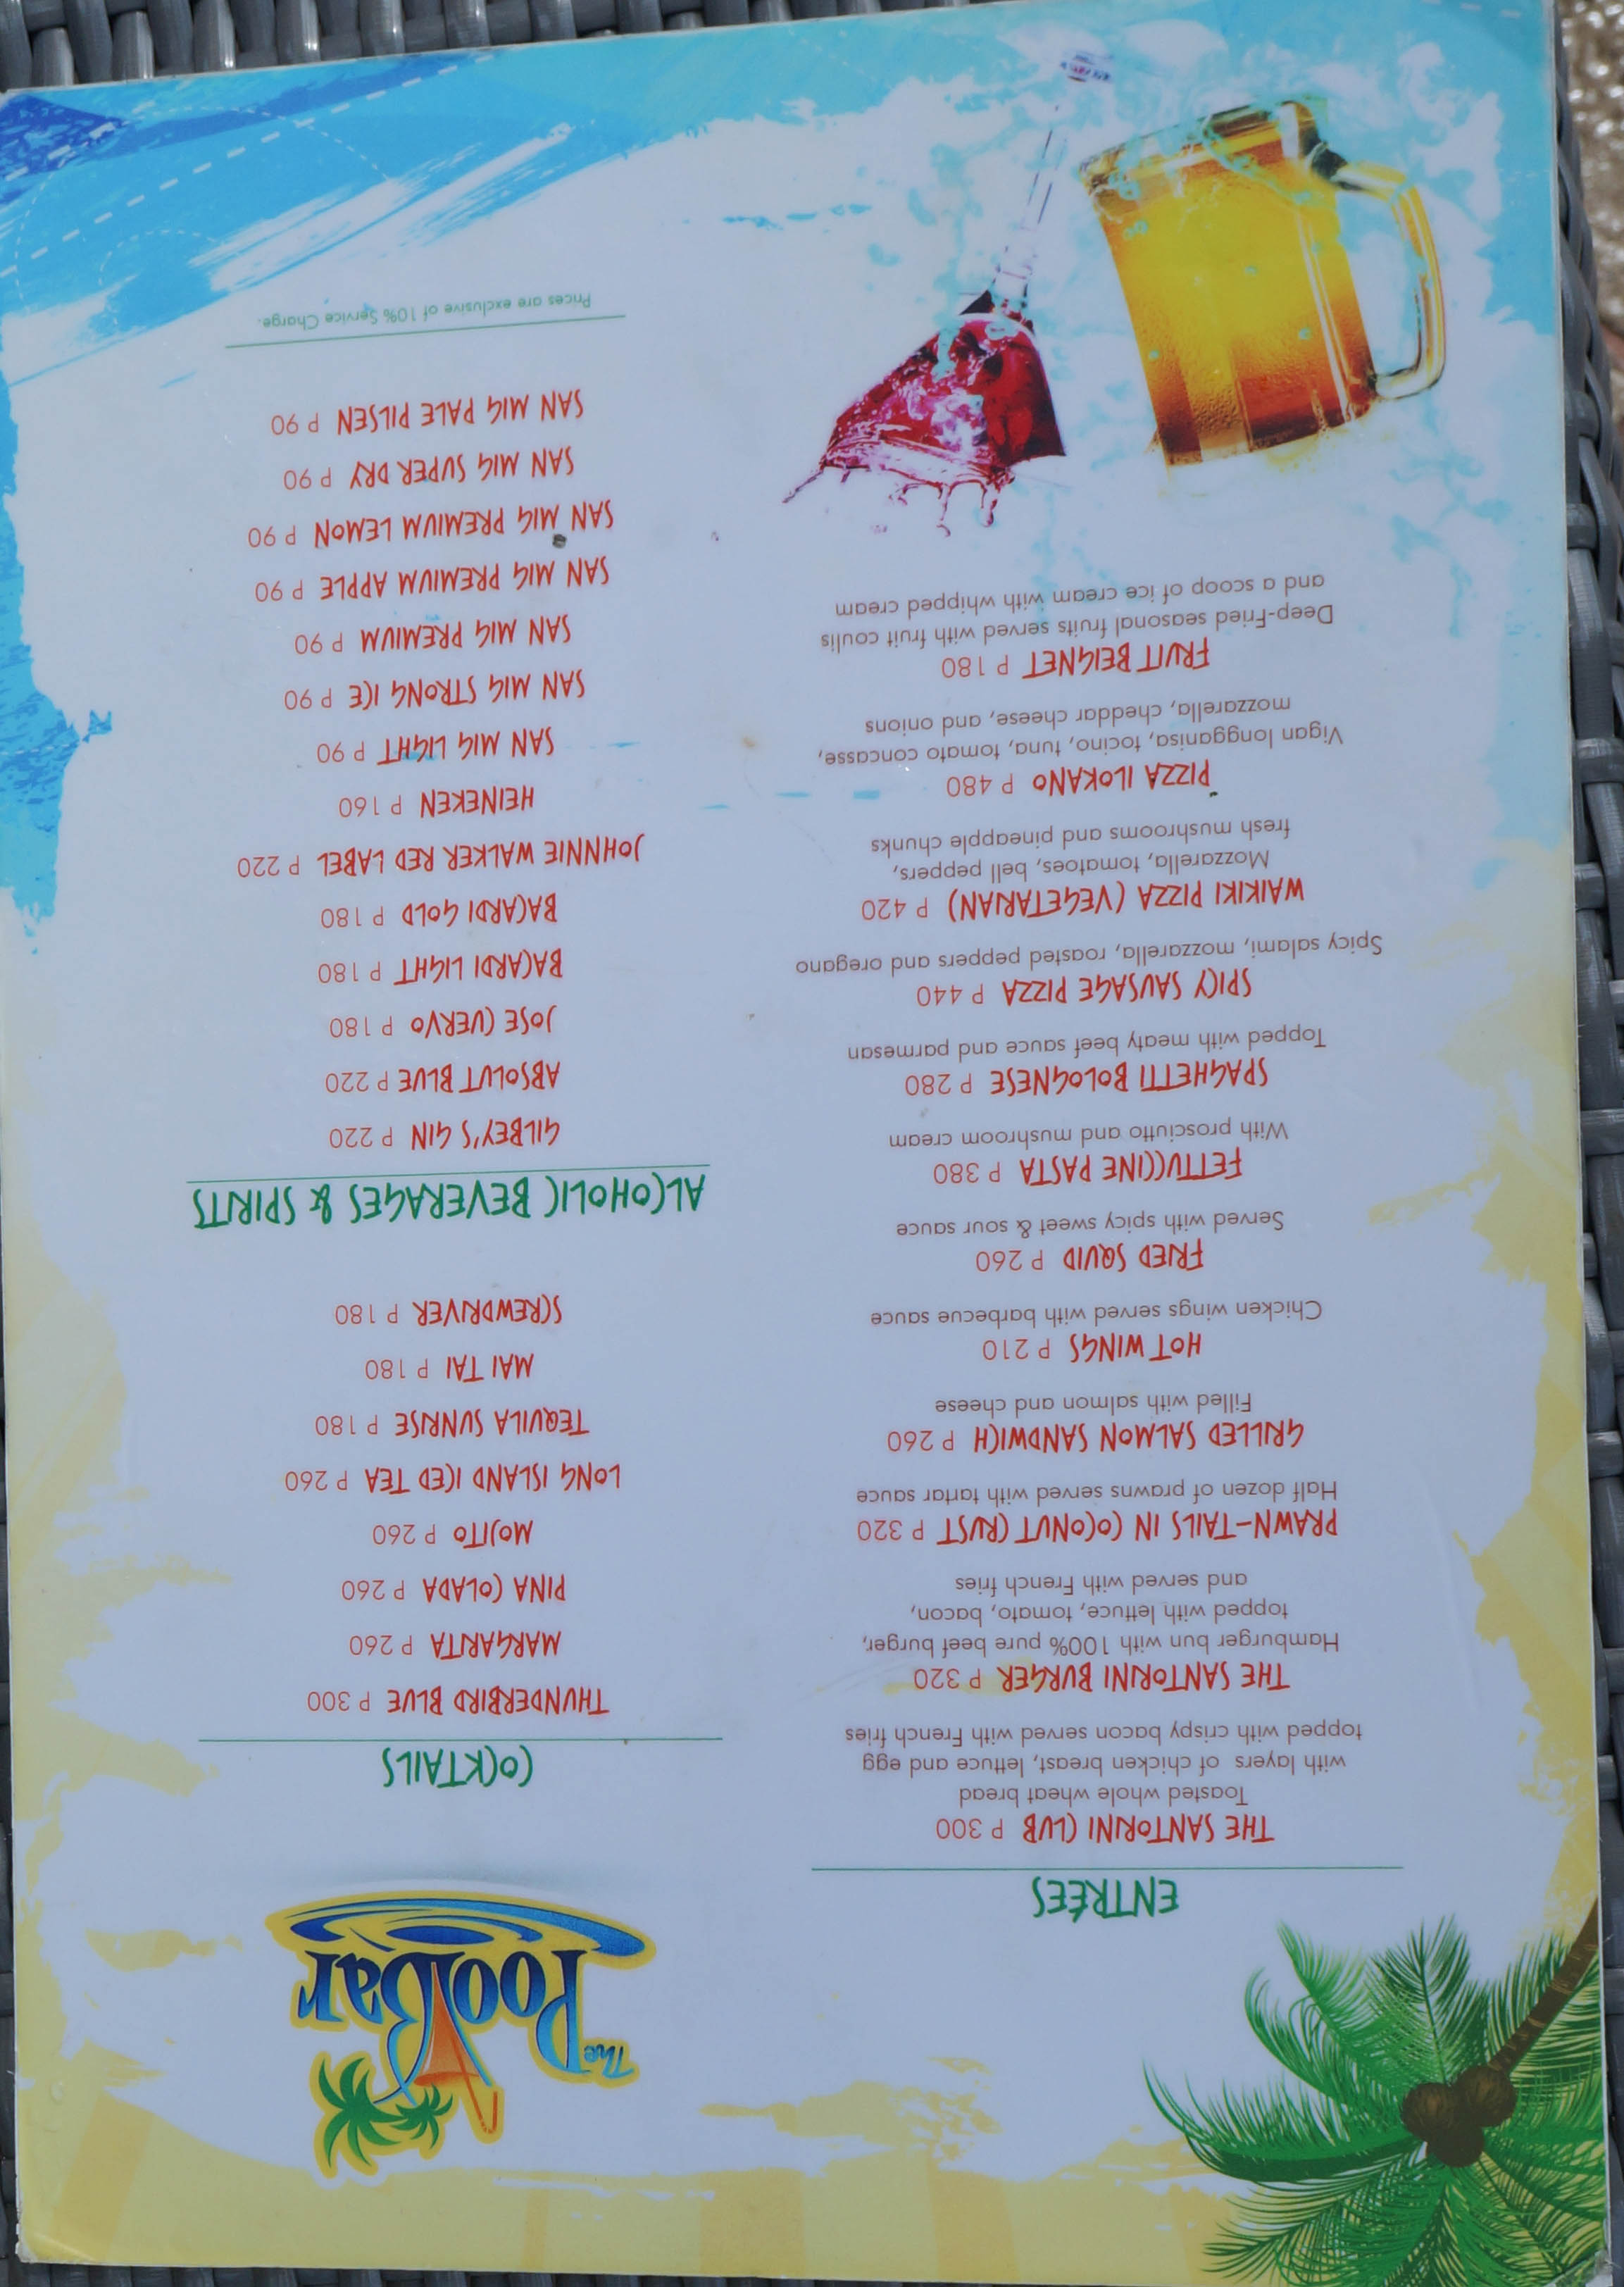 ENTRÉES
THE SANTORINI CLUB P 300
Toasted whole wheat bread
with layers of chicken breast, lettuce and egg
topped with crispy bacon served with French fries
THE SANTORINI BURGER P 320
Hamburger bun with 100% pure beef burger,
topped with lettuce, tomato, bacon,
and served with French fries
PRAWN-TAILS IN COCONUT CRUST P 320
Half dozen of prawns served with tartar sauce
GRILLED SALMON SANDWICH P 260
Filled with salmon and cheese
HOT WINGS P 210
Chicken wings served with barbecue sauce
FRIED SQUID P 260
Served with spicy sweet & sour sauce
FETTUCCINE PASTA P 380
With prosciutto and mushroom cream
SPAGHETTI BOLOGNESE P 280
Topped with meaty beef sauce and parmesan
SPICY SAUSAGE PIZZA P 440
Spicy salami, mozzarella, roasted peppers and oregano
WAIKIKI PIZZA (VEGETARIAN) P 420
Mozzarella, tomatoes, bell peppers,
fresh mushrooms and pineapple chunks
PIZZA ILOKANO P 480
Vigan longganisa, tocino, tuna, tomato concasse,
mozzarella, cheddar cheese, and onions
FRUIT BEIGNET P 180
Deep-Fried seasonal fruits served with fruit coulis
and a scoop of ice cream with whipped cream
The
PoolBar
COCKTAILS
THUNDERBIRD BLUE P 300
MARGARITA P 260
PINA COLADA P 260
MOJITO P 260
LONG ISLAND ICED TEA P 260
TEQUILA SUNRISE P 180
MAI TAI P 180
SCREWDRIVER P 180
ALCOHOLIC BEVERAGES & SPIRITS
GILBEY'S GIN P 220
ABSOLUT BLUE P 220
JOSE CUERVO P 180
BACARDI LIGHT P 180
BACARDI GOLD P 180
JOHNNIE WALKER RED LABEL P 220
HEINEKEN P 160
SAN MIG LIGHT P 90
SAN MIG STRONG ICE P 90
SAN MIG PREMIUM P 90
SAN MIG PREMIUM APPLE P 90
SAN MIG PREMIUM LEMON P 90
SAN MIG SUPER DRY P 90
SAN MIG PALE PILSEN P 90
Prices are exclusive of 10% Service Charge.